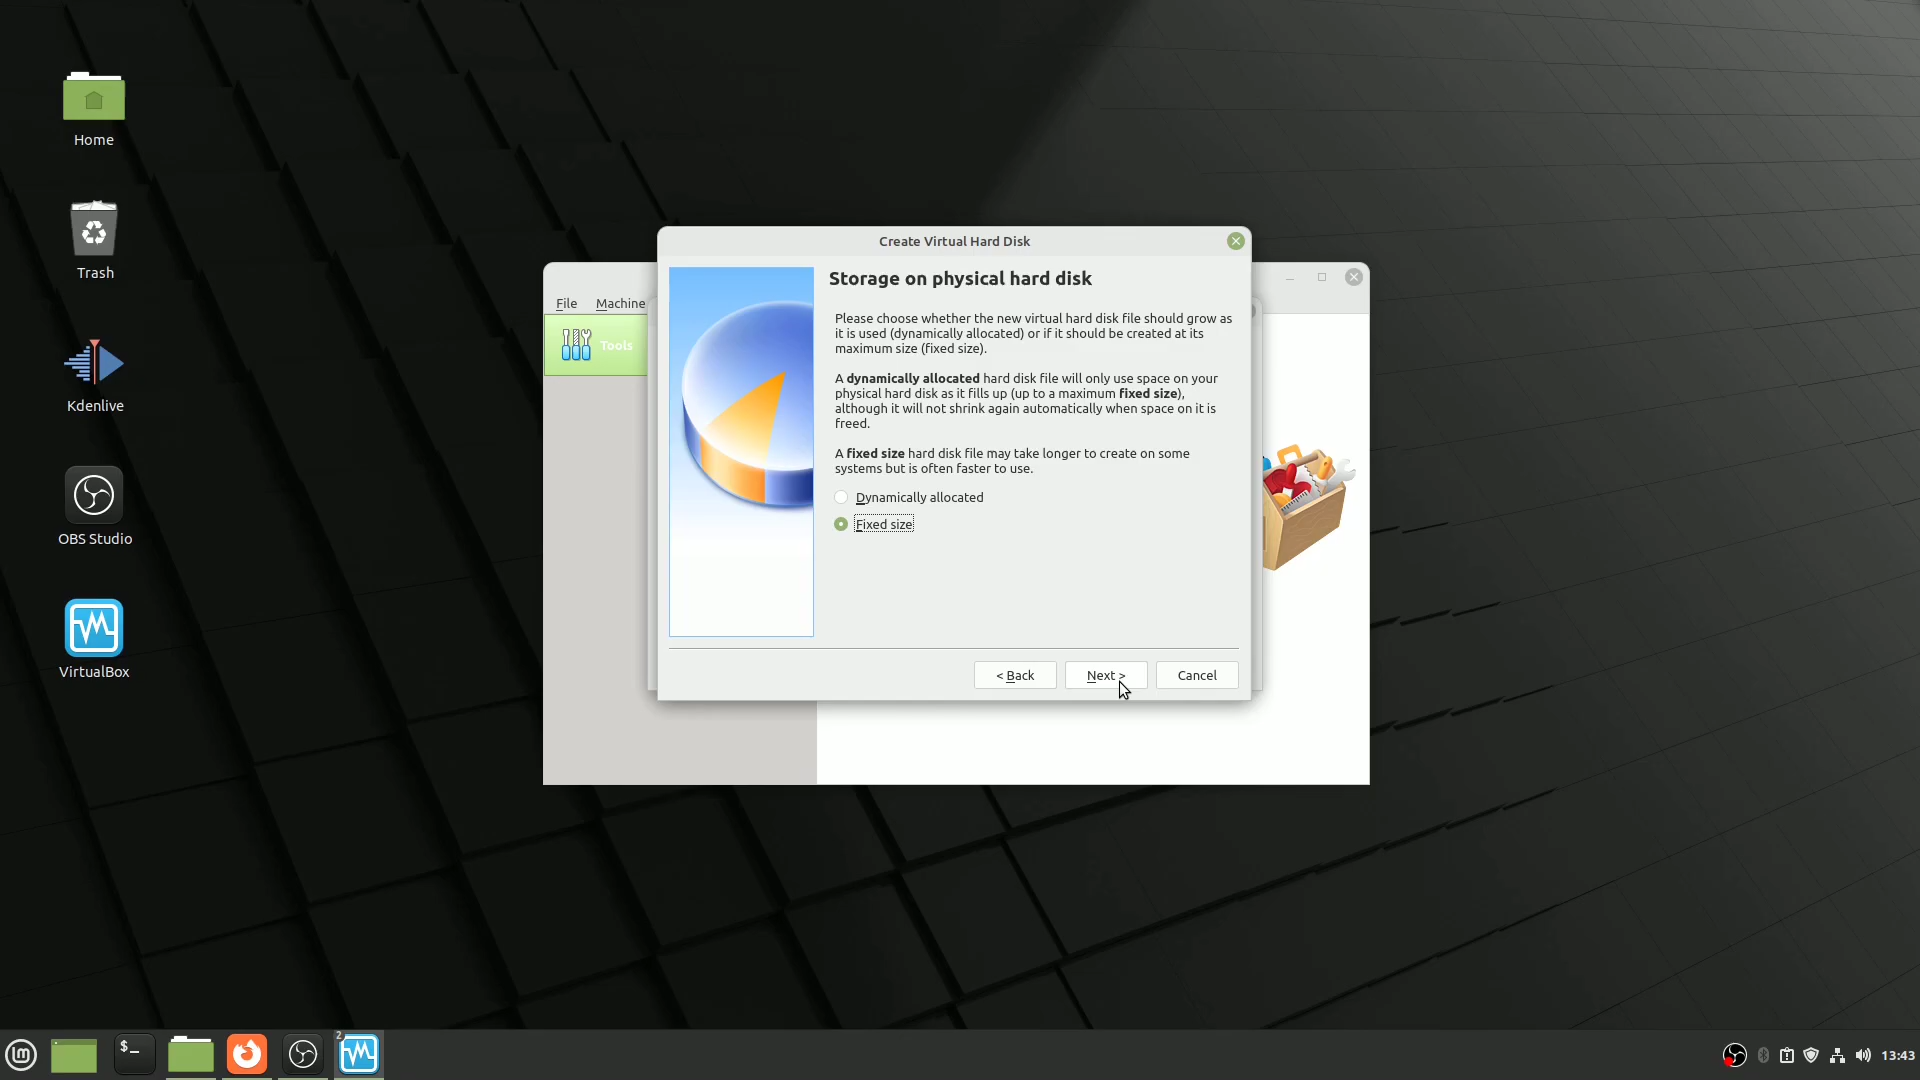 Home
Trash
Kdenlive
OBS Studio
VirtualBox
File Machine
Tools
Create Virtual Hard Disk
Storage on physical hard disk
Please choose whether the new virtual hard disk file should grow as
it is used (dynamically allocated) or if it should be created at its
maximum size (fixed size).
A dynamically allocated hard disk file will only use space on your
physical hard disk as it fills up (up to a maximum fixed size),
although it will not shrink again automatically when space on it is
freed.
A fixed size hard disk file may take longer to create on some
systems but is often faster to use.
Dynamically allocated
Fixed size
< Back
Next >
Cancel
$_
2
13:43